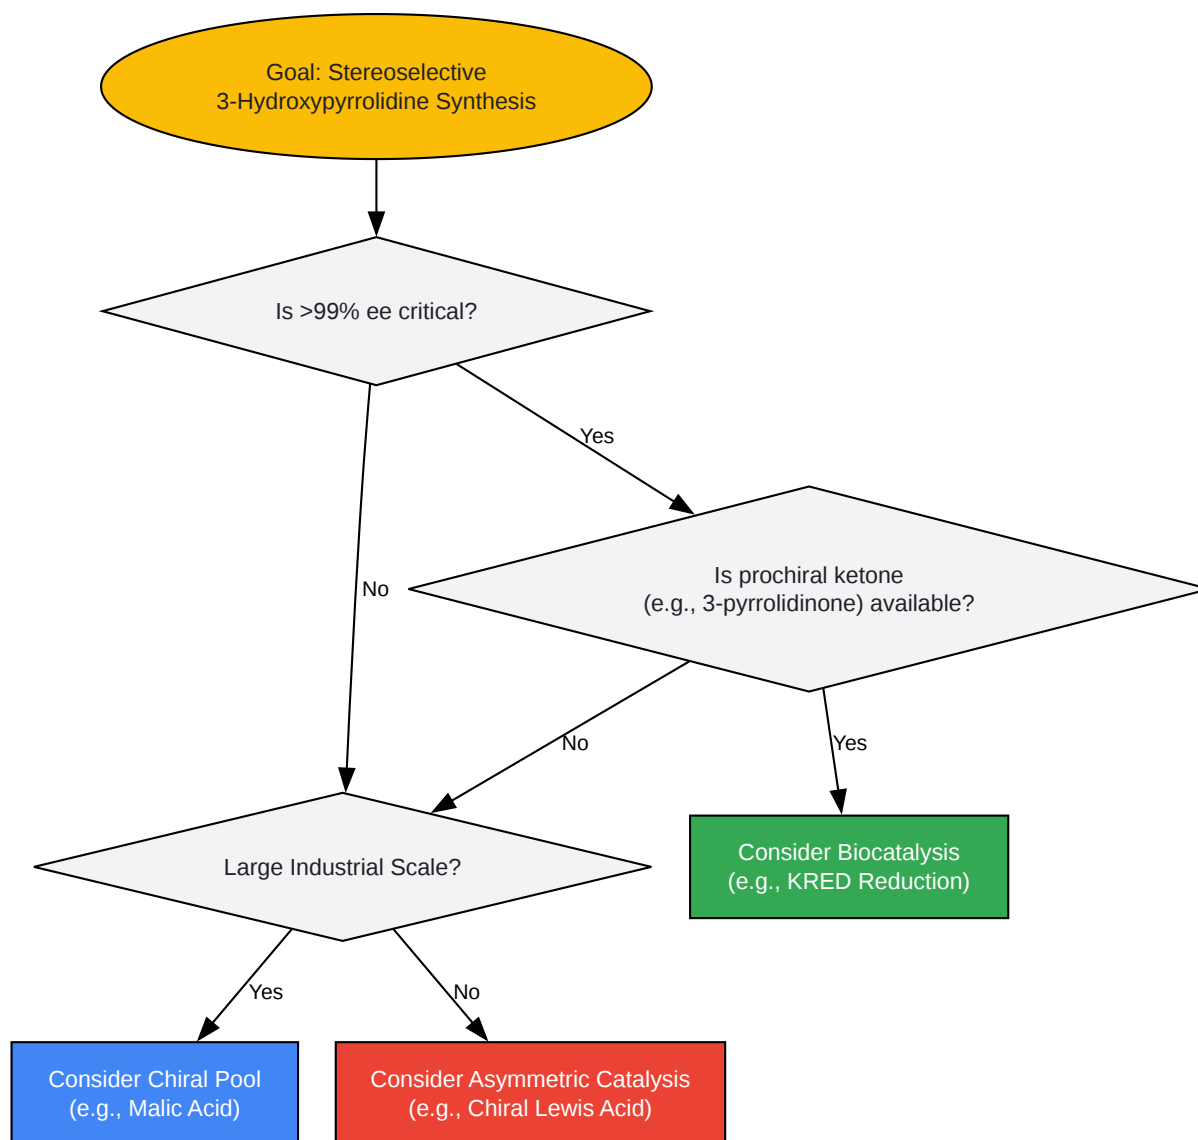 Goal: Stereoselective
3-Hydroxypyrrolidine Synthesis
Is >99% ee critical?
Yes
No
Is prochiral ketone
(e.g., 3-pyrrolidinone) available?
No
Yes
Large Industrial Scale?
Consider Biocatalysis
(e.g., KRED Reduction)
Yes
No
Consider Chiral Pool
(e.g., Malic Acid)
Consider Asymmetric Catalysis
(e.g., Chiral Lewis Acid)